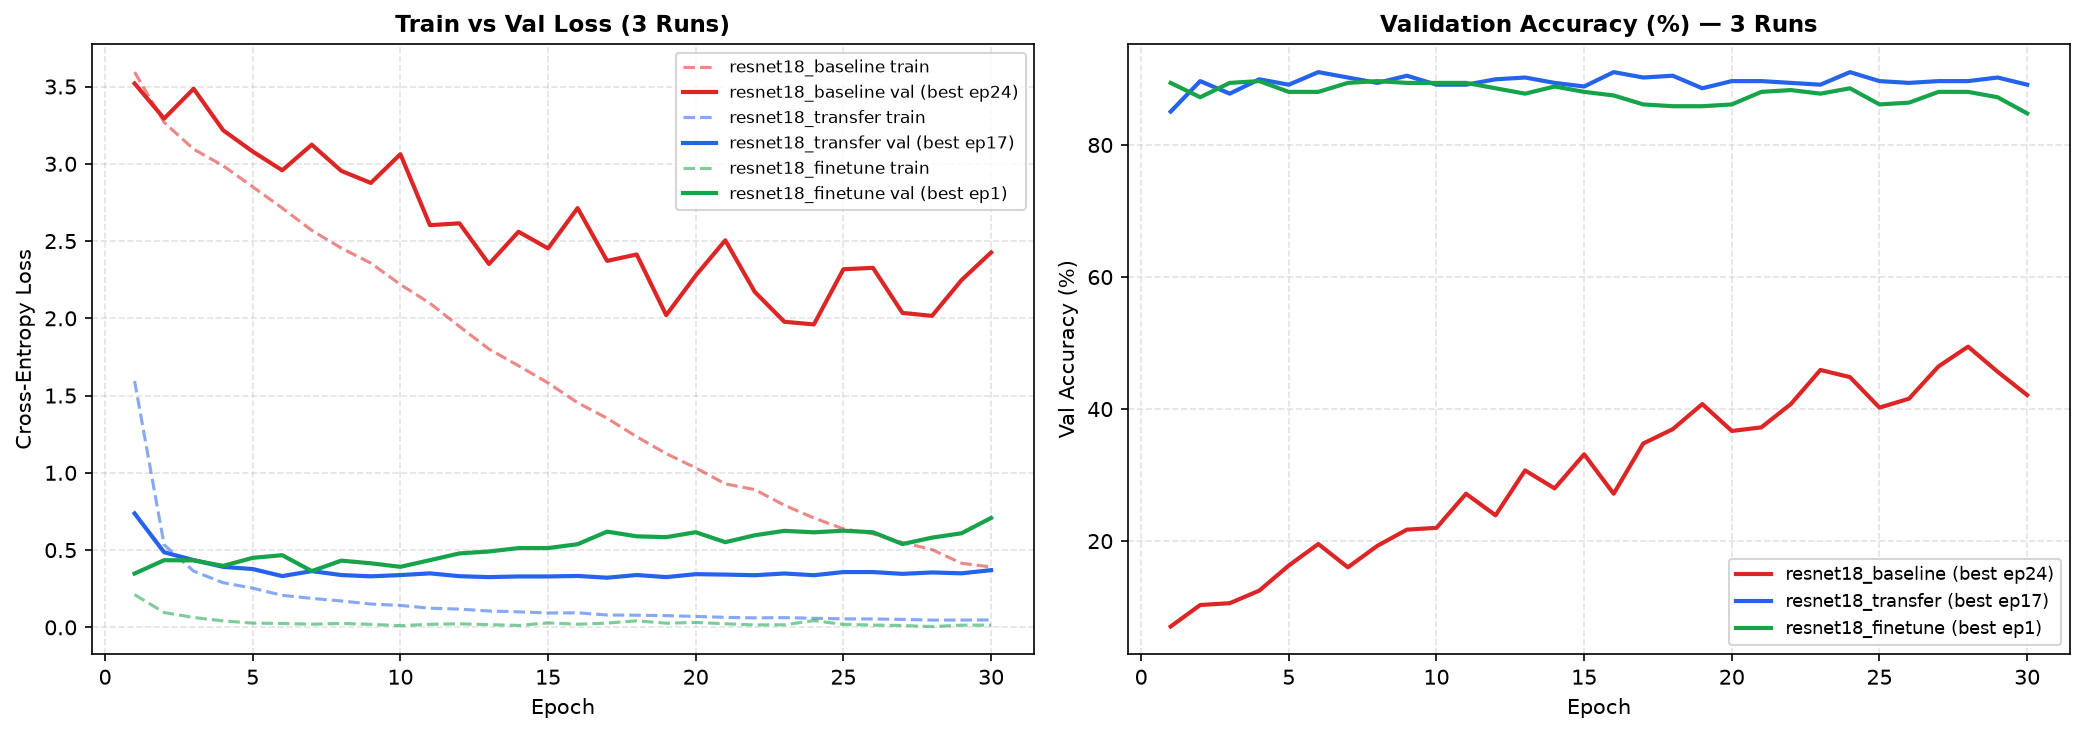 Train vs Val Loss (3 Runs)
Cross-Entropy Loss
3.5
3.0
2.5
2.0
1.5
1.0
0.5
0.0
0 5 10 15 20 25 30
Epoch
resnet18_baseline train
resnet18_baseline val (best ep24)
resnet18_transfer train
resnet18_transfer val (best ep17)
resnet18_finetune train
resnet18_finetune val (best ep1)
Validation Accuracy (%) — 3 Runs
Val Accuracy (%)
80
60
40
20
0 5 10 15 20 25 30
Epoch
resnet18_baseline (best ep24)
resnet18_transfer (best ep17)
resnet18_finetune (best ep1)